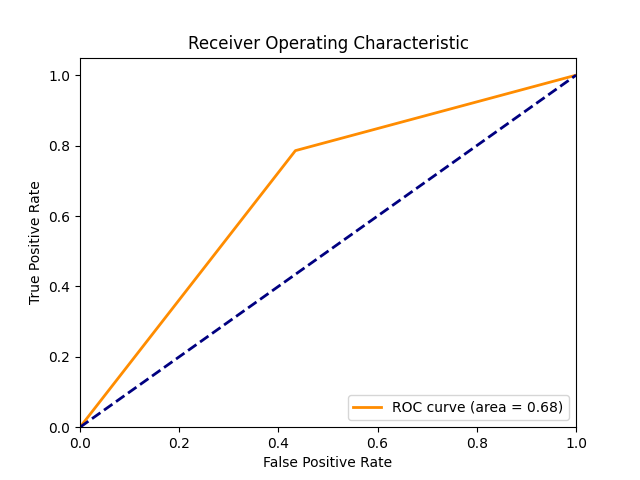 Receiver Operating Characteristic
True Positive Rate
1.0
0.8
0.6
0.4
0.2
0.0
ROC curve (area = 0.68)
0.0 0.2 0.4 0.6 0.8 1.0
False Positive Rate